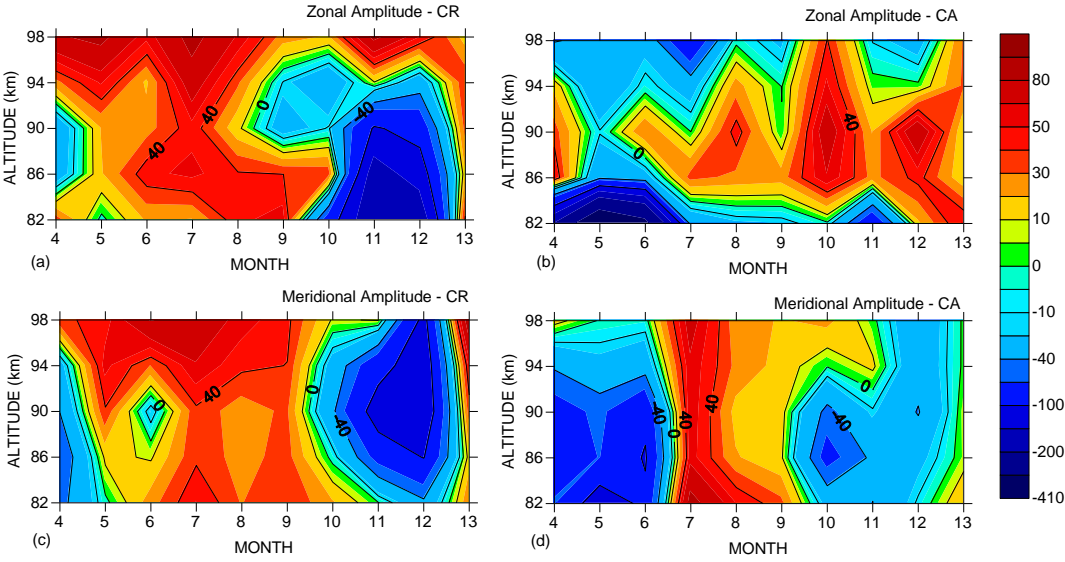 (a)
Zonal Amplitude - CR
98
94
90
86
82
ALTITUDE (km)
40
40
0
-40
4 5 6 7 8 9 10 11 12 13
MONTH
(b)
Zonal Amplitude - CA
98
94
90
86
82
ALTITUDE (km)
0
40
4 5 6 7 8 9 10 11 12 13
MONTH
Meridional Amplitude - CR
98
94
90
86
82
ALTITUDE (km)
0
40
0
-40
4 5 6 7 8 9 10 11 12 13
(c)
MONTH
Meridional Amplitude - CA
98
94
90
86
82
ALTITUDE (km)
-40
0
40
40
-40
0
4 5 6 7 8 9 10 11 12 13
(d)
MONTH
80
50
30
10
0
-10
-40
-100
-200
-410